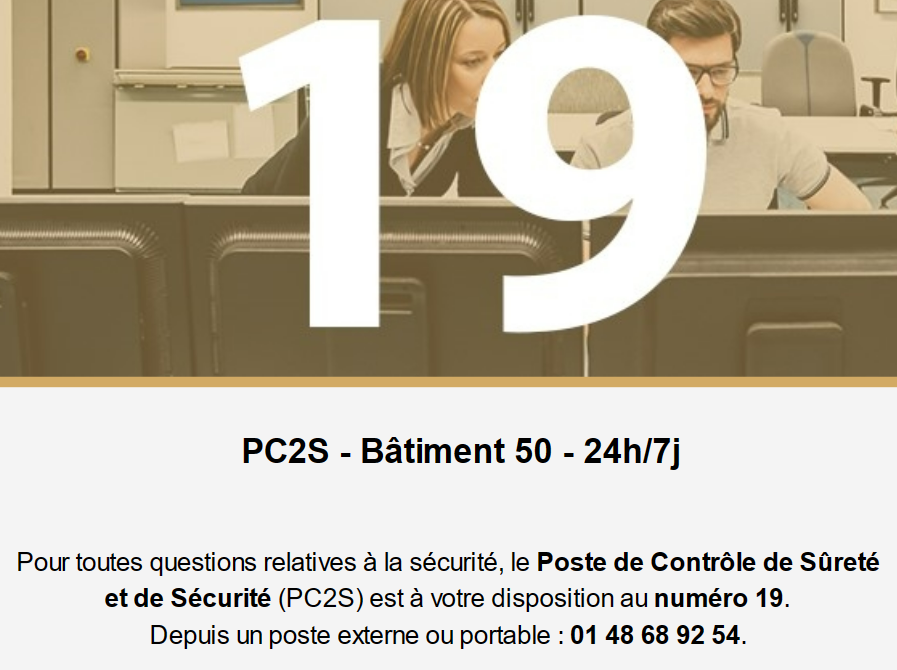 19
PC2S - Bâtiment 50 - 24h/7j
Pour toutes questions relatives à la sécurité, le Poste de Contrôle de Sûreté
et de Sécurité (PC2S) est à votre disposition au numéro 19.
Depuis un poste externe ou portable : 01 48 68 92 54.